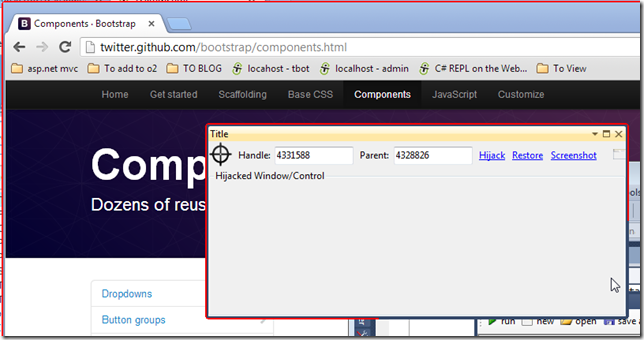 Components · Bootstrap
twitter.github.com/bootstrap/components.html
asp.net mvc To add to o2 TO BLOG locahost - tbot localhost - admin C# REPL on the Web... To View
Home Get started Scaffolding Base CSS Components JavaScript Customize
Title
Handle: 4331588 Parent: 4328826 Hijack Restore Screenshot
Hijacked Window/Control
Comp
Dozens of reus
Dropdowns
Button groups
run new open save